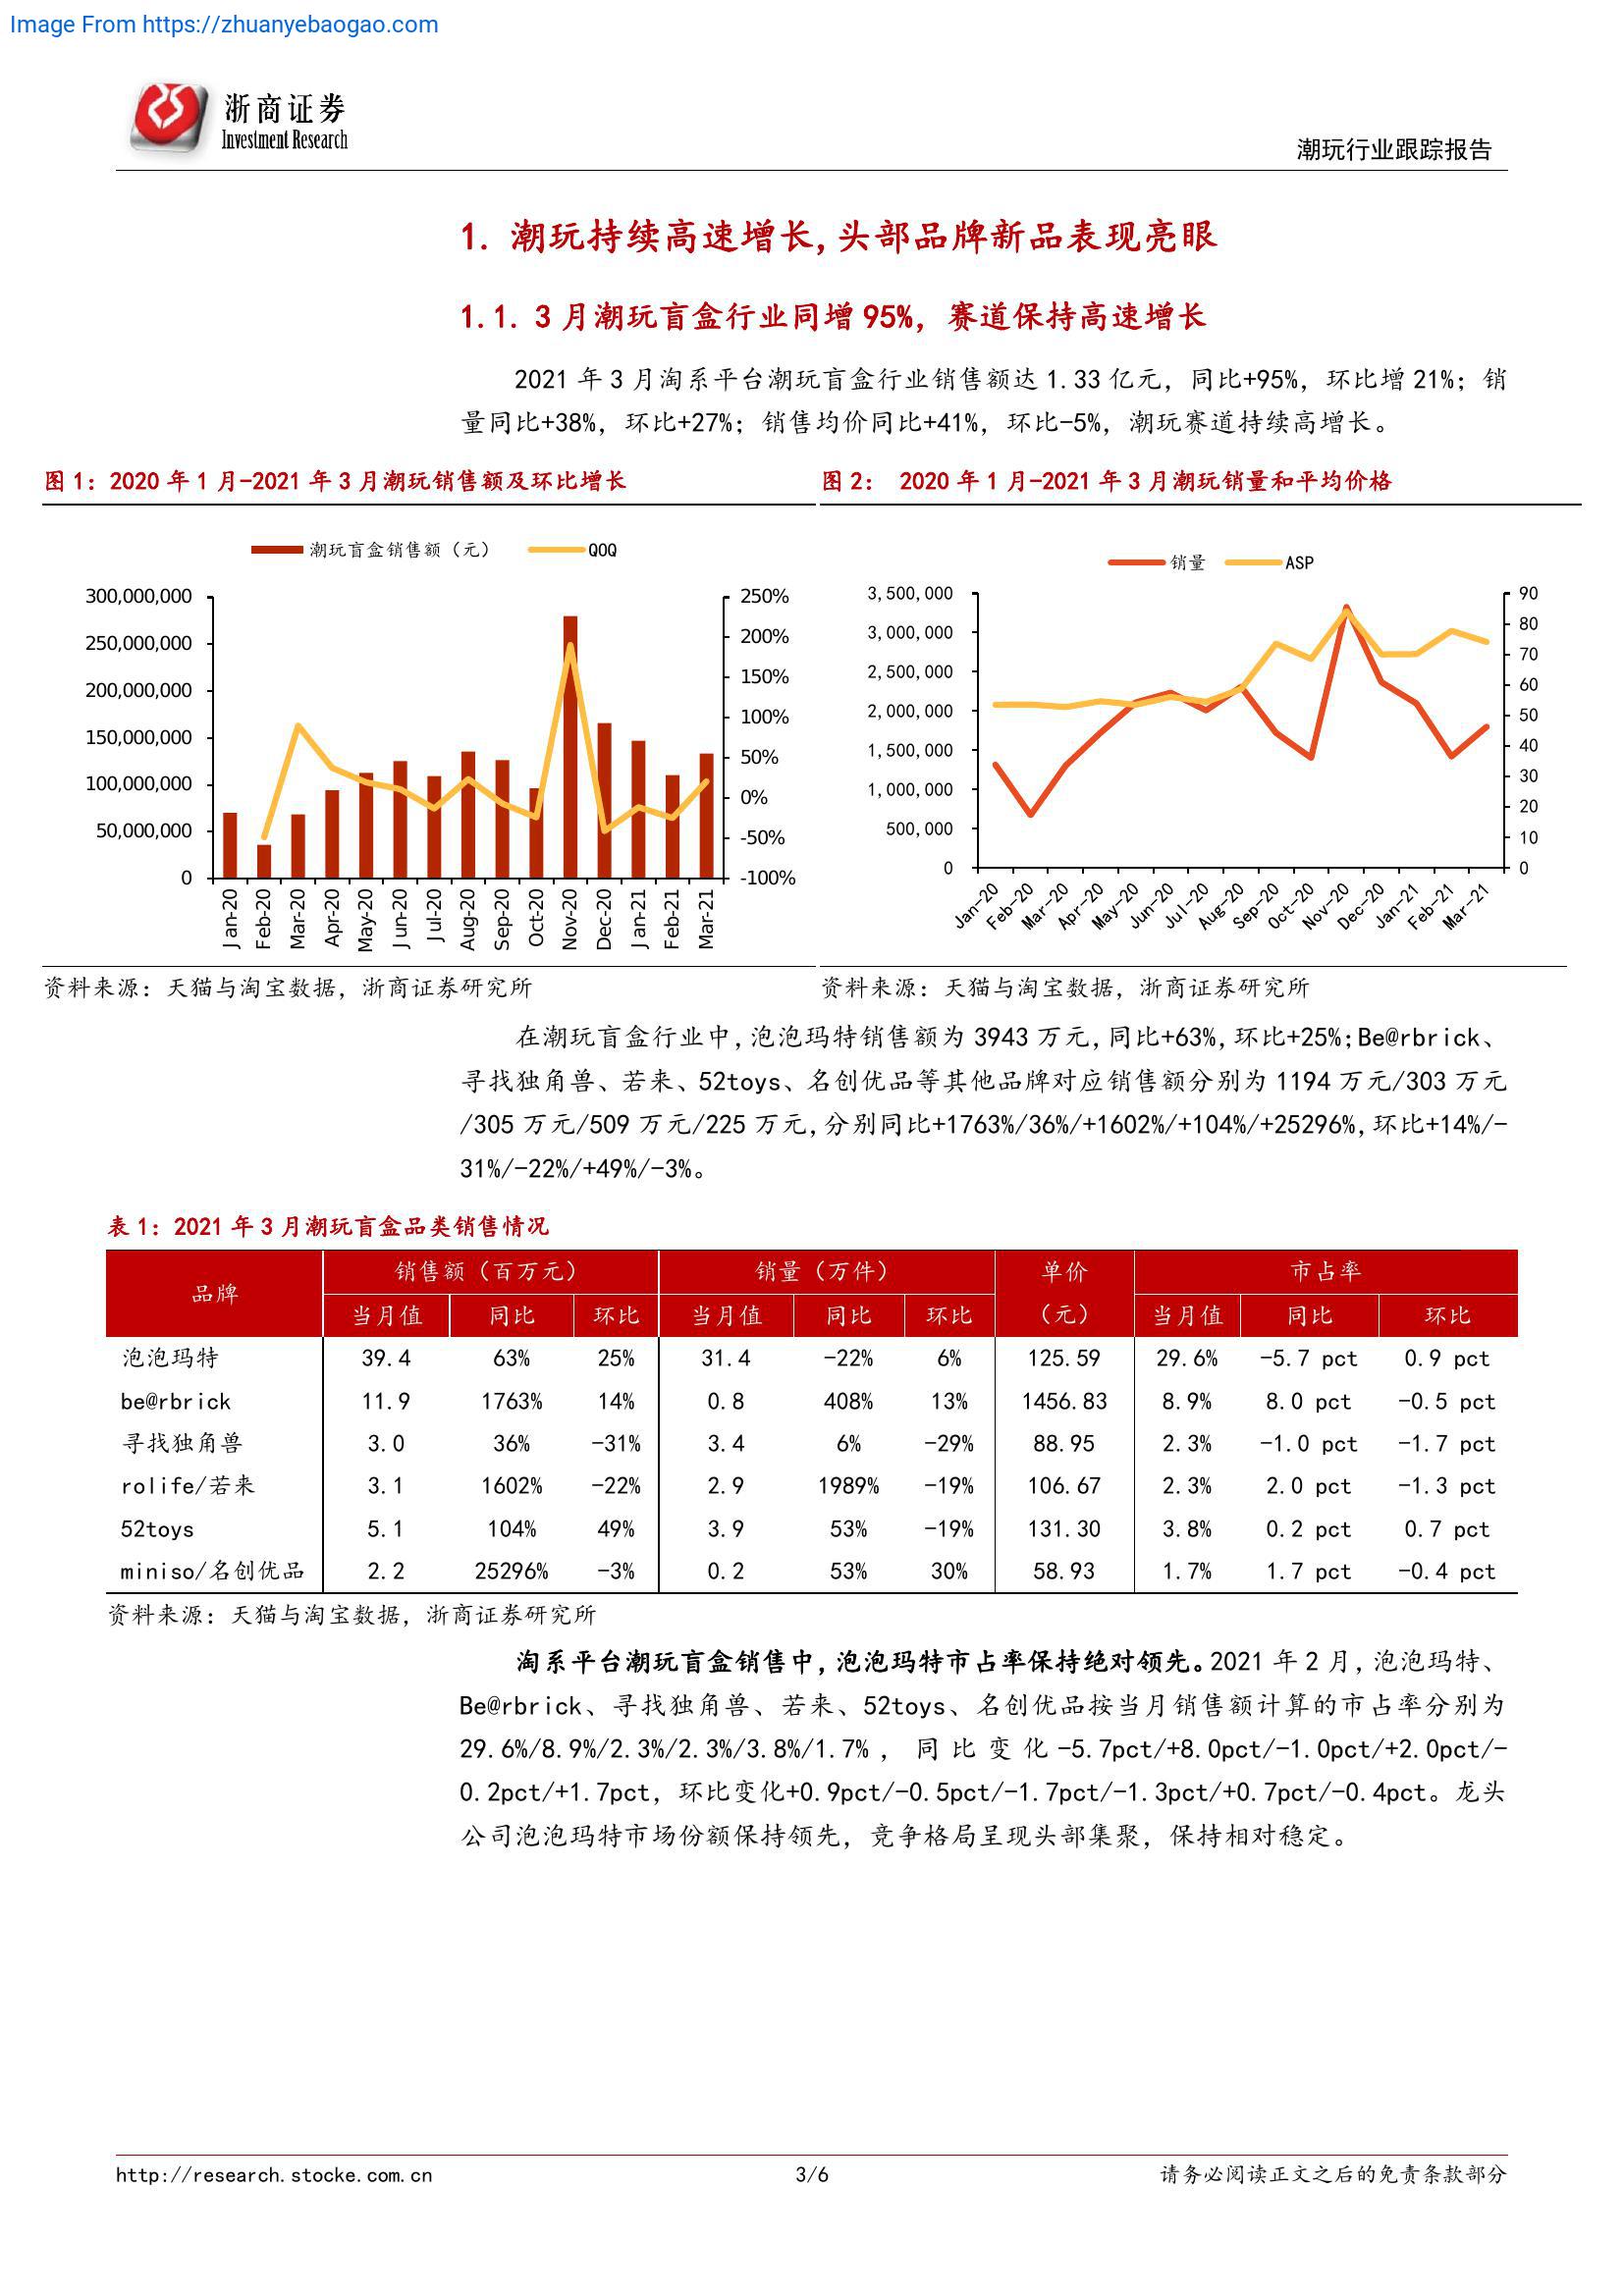 Image From https://zhuanyebaogao.com
浙商证券
Investment Research
潮玩行业跟踪报告
1. 潮玩持续高速增长,头部品牌新品表现亮眼
1.1. 3 月潮玩盲盒行业同增 95%, 赛道保持高速增长
2021 年 3 月淘系平台潮玩盲盒行业销售额达 1.33 亿元, 同比+95%, 环比增 21%; 销
量同比+38%, 环比+27%; 销售均价同比+41%, 环比-5%, 潮玩赛道持续高增长。
图 1: 2020 年 1 月-2021 年 3 月潮玩销售额及环比增长
潮玩盲盒销售额（元） QOQ
300,000,000
250,000,000
200,000,000
150,000,000
100,000,000
50,000,000
0
250%
200%
150%
100%
50%
0%
-50%
-100%
Jan-20 Feb-20 Mar-20 Apr-20 May-20 Jun-20 Jul-20 Aug-20 Sep-20 Oct-20 Nov-20 Dec-20 Jan-21 Feb-21 Mar-21
资料来源: 天猫与淘宝数据, 浙商证券研究所
图 2: 2020 年 1 月-2021 年 3 月潮玩销量和平均价格
销量 ASP
3,500,000
3,000,000
2,500,000
2,000,000
1,500,000
1,000,000
500,000
0
90
80
70
60
50
40
30
20
10
0
Jan-20 Feb-20 Mar-20 Apr-20 May-20 Jun-20 Jul-20 Aug-20 Sep-20 Oct-20 Nov-20 Dec-20 Jan-21 Feb-21 Mar-21
资料来源: 天猫与淘宝数据, 浙商证券研究所
在潮玩盲盒行业中,泡泡玛特销售额为 3943 万元,同比+63%,环比+25%;Be@rbrick、
寻找独角兽、若来、52toys、名创优品等其他品牌对应销售额分别为 1194 万元/303 万元
/305 万元/509 万元/225 万元,分别同比+1763%/36%/+1602%/+104%/+25296%,环比+14%/-
31%/-22%/+49%/-3%。
表 1: 2021 年 3 月潮玩盲盒品类销售情况
品牌 销售额（百万元） 销量（万件） 单价（元） 市占率
当月值 同比 环比 当月值 同比 环比 当月值 同比 环比
泡泡玛特 39.4 63% 25% 31.4 -22% 6% 125.59 29.6% -5.7 pct 0.9 pct
be@rbrick 11.9 1763% 14% 0.8 408% 13% 1456.83 8.9% 8.0 pct -0.5 pct
寻找独角兽 3.0 36% -31% 3.4 6% -29% 88.95 2.3% -1.0 pct -1.7 pct
rolife/若来 3.1 1602% -22% 2.9 1989% -19% 106.67 2.3% 2.0 pct -1.3 pct
52toys 5.1 104% 49% 3.9 53% -19% 131.30 3.8% 0.2 pct 0.7 pct
miniso/名创优品 2.2 25296% -3% 0.2 53% 30% 58.93 1.7% 1.7 pct -0.4 pct
资料来源: 天猫与淘宝数据, 浙商证券研究所
淘系平台潮玩盲盒销售中,泡泡玛特市占率保持绝对领先。2021 年 2 月,泡泡玛特、
Be@rbrick、寻找独角兽、若来、52toys、名创优品按当月销售额计算的市占率分别为
29.6%/8.9%/2.3%/2.3%/3.8%/1.7%, 同比变化-5.7pct/+8.0pct/-1.0pct/+2.0pct/-
0.2pct/+1.7pct, 环比变化+0.9pct/-0.5pct/-1.7pct/-1.3pct/+0.7pct/-0.4pct。龙头
公司泡泡玛特市场份额保持领先, 竞争格局呈现头部集聚, 保持相对稳定。
http://research.stocke.com.cn
3/6
请务必阅读正文之后的免责条款部分